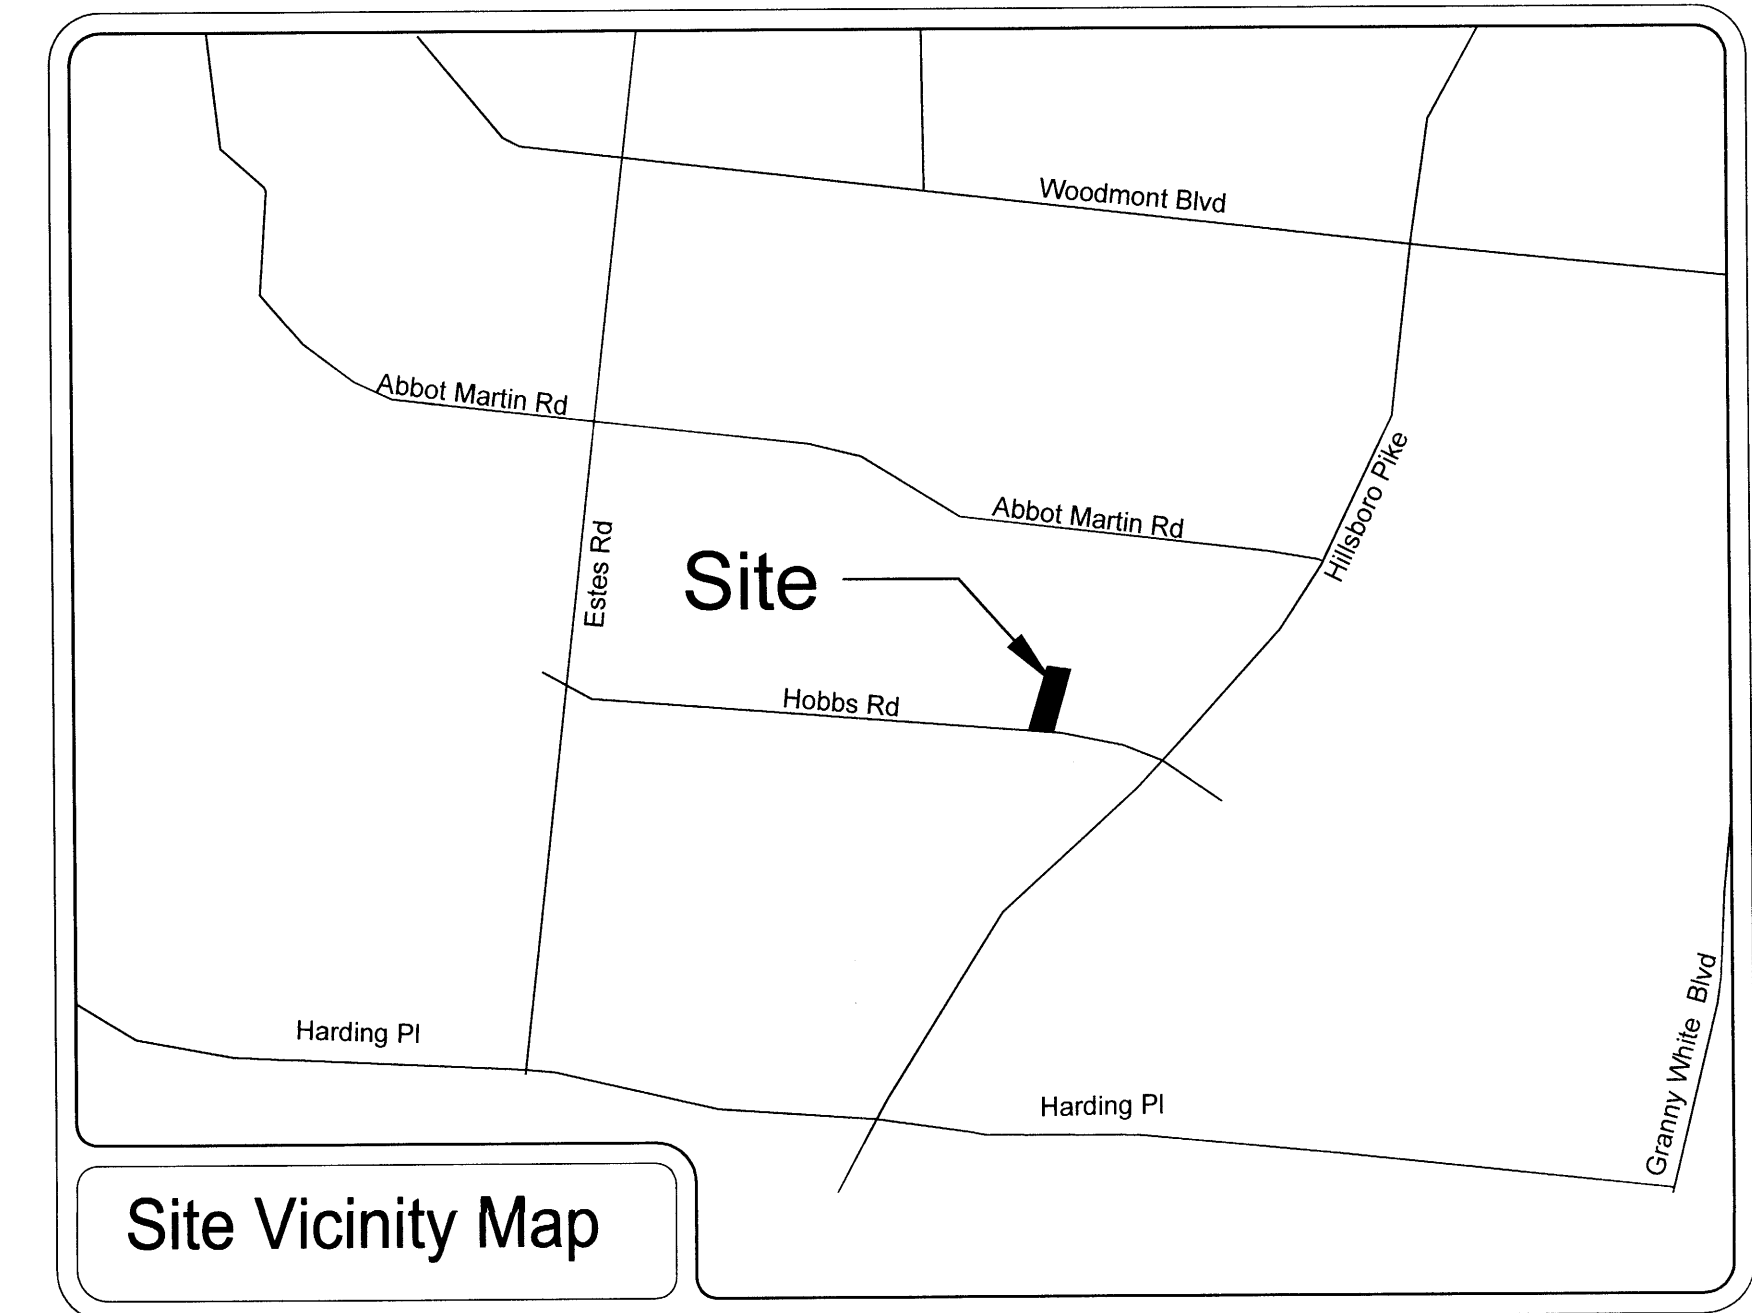 Woodmont Blvd
Abbot Martin Rd
Hillsboro Pike
Abbot Martin Rd
Estes Rd
Site
Hobbs Rd
Granny White Blvd
Harding Pl
Harding Pl
Site Vicinity Map